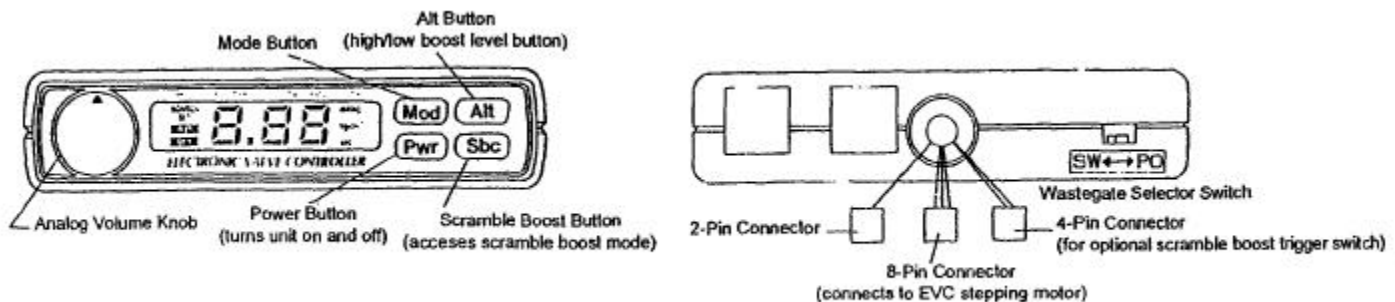 Alt Button
(high/low boost level button)
Mode Button
Mod
Alt
8.88
Pwr
Sbc
ELECTRONIC VALVE CONTROLLER
Analog Volume Knob
Power Button
(turns unit on and off)
Scramble Boost Button
(acceses scramble boost mode)
SW↔PO
Wastegate Selector Switch
2-Pin Connector
4-Pin Connector
(for optional scramble boost trigger switch)
8-Pin Connector
(connects to EVC stepping motor)